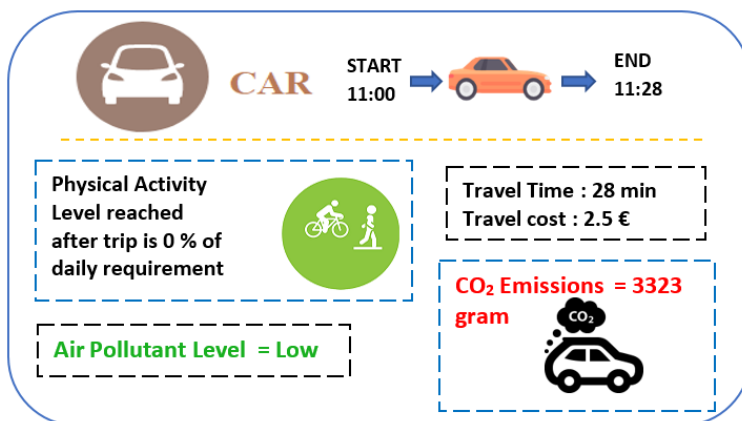 CAR
START
11:00
END
11:28
Physical Activity
Level reached
after trip is 0 % of
daily requirement
Travel Time : 28 min
Travel cost : 2.5 €
CO₂ Emissions = 3323
gram
CO₂
Air Pollutant Level = Low